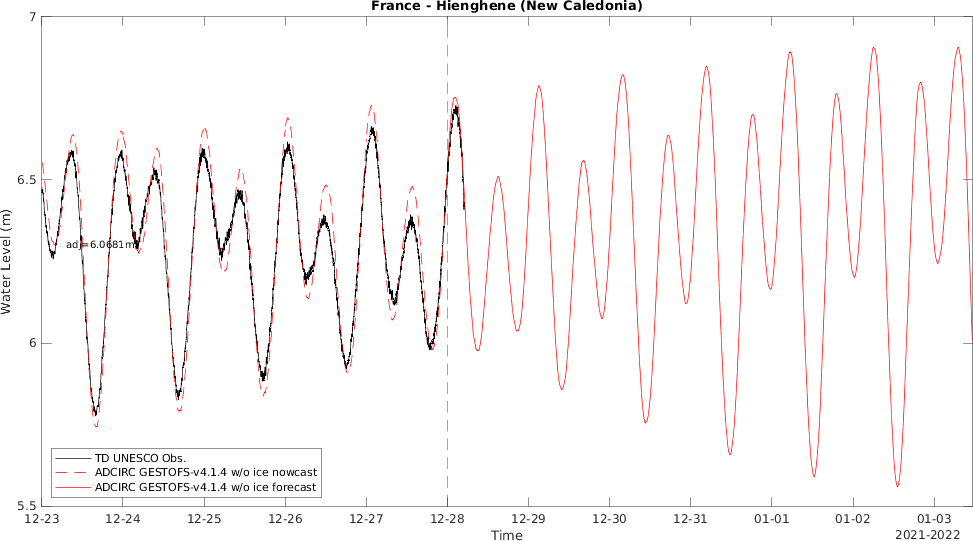 France - Hienghene (New Caledonia)
7
6.5
6
5.5
Water Level (m)
adj=6.0681m
TD UNESCO Obs.
ADCIRC GESTOFS-v4.1.4 w/o ice nowcast
ADCIRC GESTOFS-v4.1.4 w/o ice forecast
12-23 12-24 12-25 12-26 12-27 12-28 12-29 12-30 12-31 01-01 01-02 01-03
Time
2021-2022